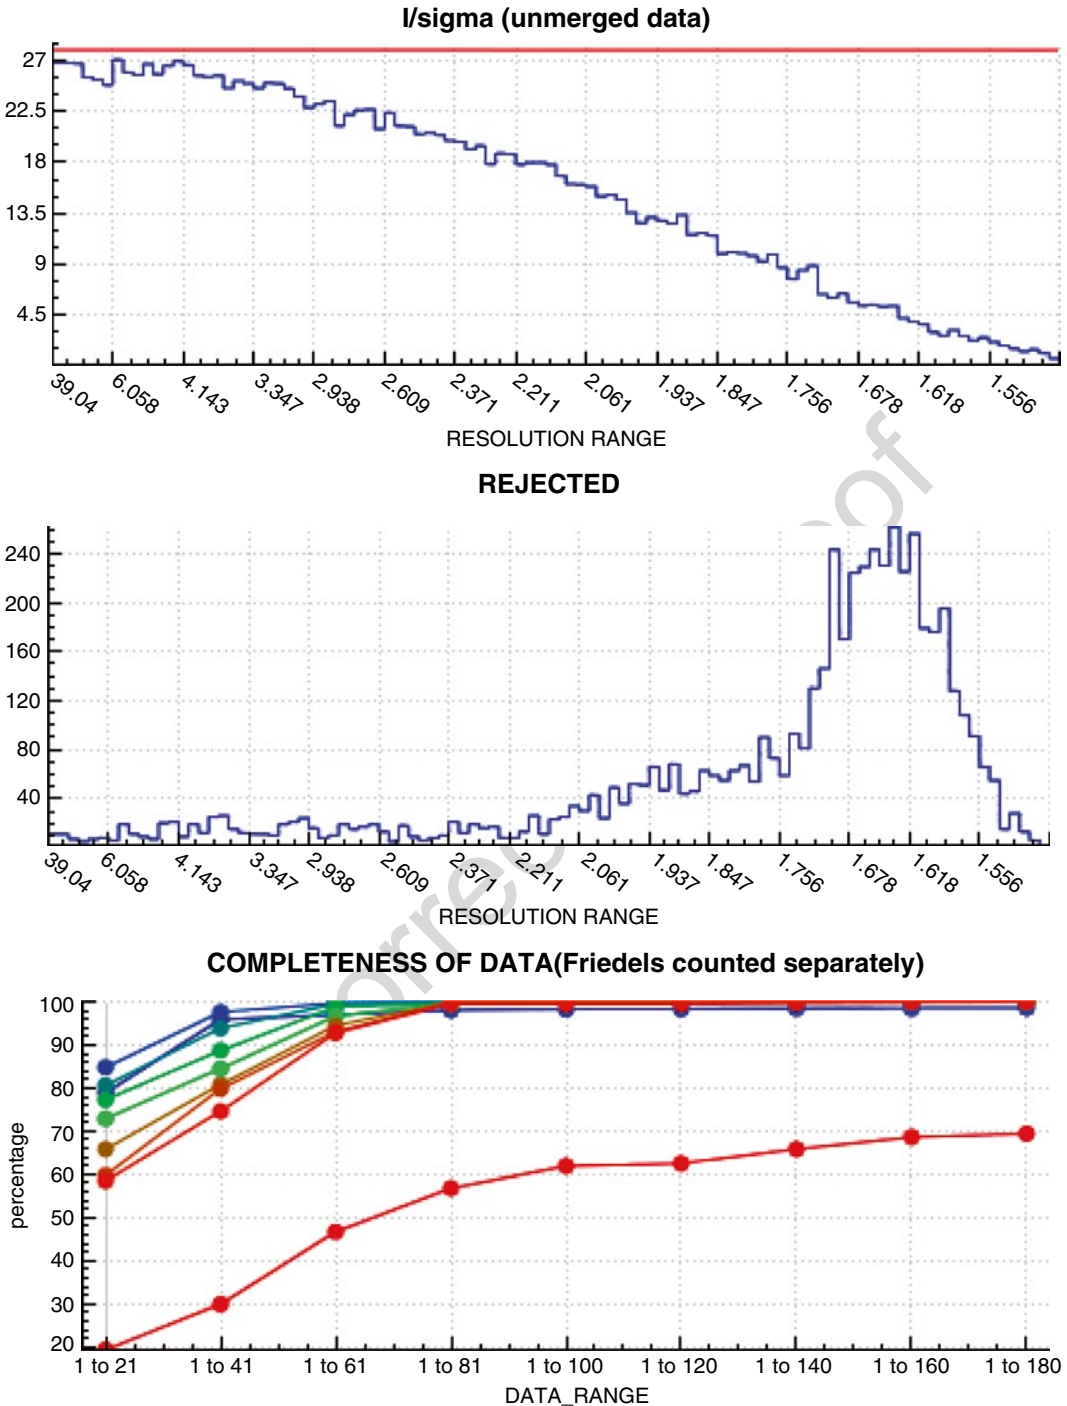 I/sigma (unmerged data)
27
22.5
18
13.5
9
4.5
39.04 6.058 4.143 3.347 2.938 2.609 2.371 2.211 2.061 1.937 1.847 1.756 1.678 1.618 1.556
RESOLUTION RANGE
REJECTED
240
200
160
120
80
40
39.04 6.058 4.143 3.347 2.938 2.609 2.371 2.211 2.061 1.937 1.847 1.756 1.678 1.618 1.556
RESOLUTION RANGE
COMPLETENESS OF DATA(Friedels counted separately)
percentage
100
90
80
70
60
50
40
30
20
1 to 21 1 to 41 1 to 61 1 to 81 1 to 100 1 to 120 1 to 140 1 to 160 1 to 180
DATA_RANGE